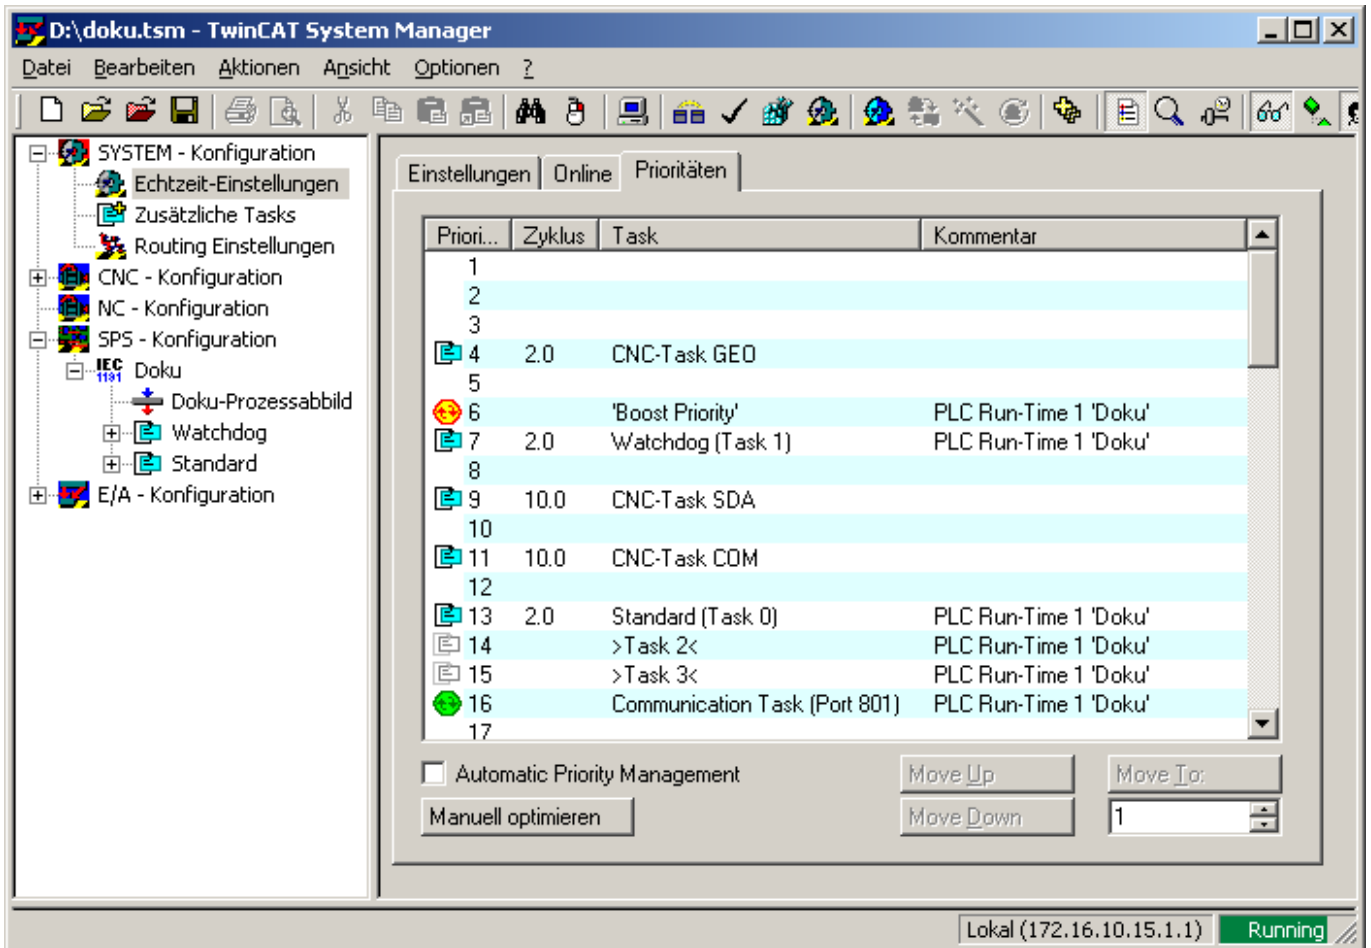 D:\doku.tsm - TwinCAT System Manager
Datei Bearbeiten Aktionen Ansicht Optionen ?
SYSTEM - Konfiguration
Echtzeit-Einstellungen
Zusätzliche Tasks
Routing Einstellungen
CNC - Konfiguration
NC - Konfiguration
SPS - Konfiguration
IEC 1131 Doku
Doku-Prozessabbild
Watchdog
Standard
E/A - Konfiguration
Einstellungen Online Prioritäten
Priori... Zyklus Task Kommentar
1
2
3
4 2.0 CNC-Task GEO
5
6 'Boost Priority' PLC Run-Time 1 'Doku'
7 2.0 Watchdog (Task 1) PLC Run-Time 1 'Doku'
8
9 10.0 CNC-Task SDA
10
11 10.0 CNC-Task COM
12
13 2.0 Standard (Task 0) PLC Run-Time 1 'Doku'
14 >Task 2< PLC Run-Time 1 'Doku'
15 >Task 3< PLC Run-Time 1 'Doku'
16 Communication Task (Port 801) PLC Run-Time 1 'Doku'
17
Automatic Priority Management Move Up Move To:
Manuell optimieren Move Down 1
Lokal (172.16.10.15.1.1) Running